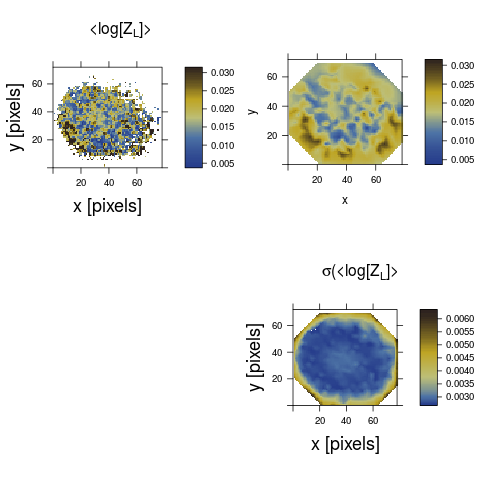 <log[Z_L]>
y [pixels]
60
40
20
20 40 60
x [pixels]
0.030
0.025
0.020
0.015
0.010
0.005
y
60
40
20
20 40 60
x
0.030
0.025
0.020
0.015
0.010
0.005
σ(<log[Z_L]>
y [pixels]
60
40
20
20 40 60
x [pixels]
0.0060
0.0055
0.0050
0.0045
0.0040
0.0035
0.0030